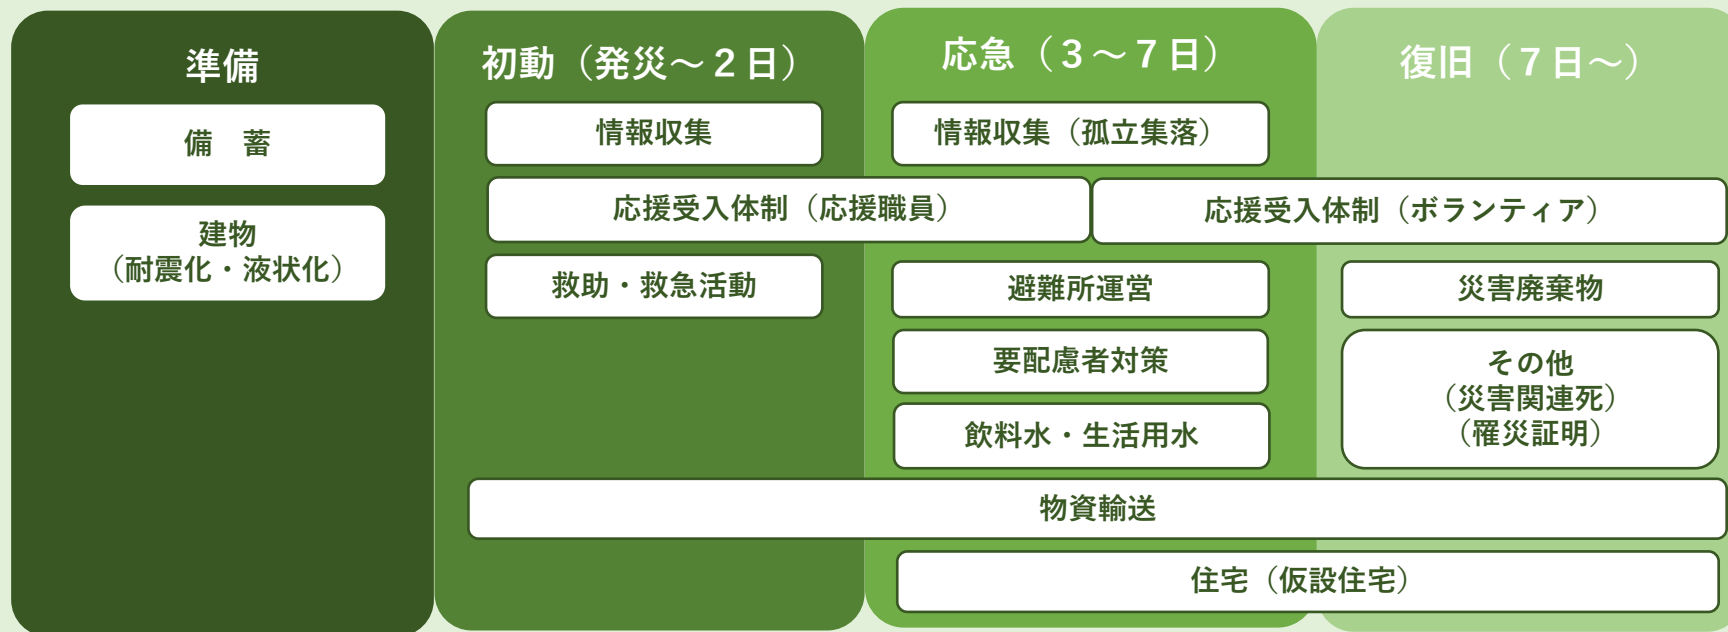 準備
備　蓄
建物
（耐震化・液状化）
初動（発災～２日）
情報収集
応援受入体制（応援職員）
救助・救急活動
応急（３～７日）
情報収集（孤立集落）
避難所運営
要配慮者対策
飲料水・生活用水
復旧（７日～）
応援受入体制（ボランティア）
災害廃棄物
その他
（災害関連死）
（罹災証明）
物資輸送
住宅（仮設住宅）